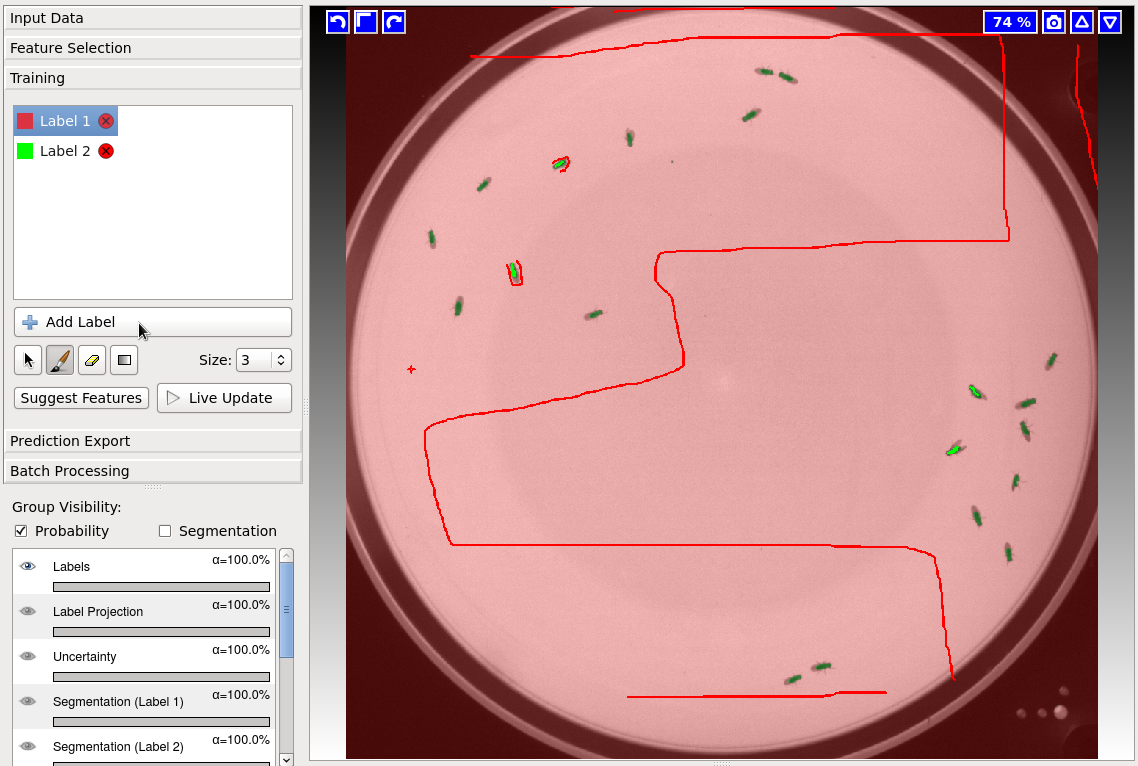 Input Data
Feature Selection
Training
Label 1
Label 2
Add Label
Size: 3
Suggest Features
Live Update
Prediction Export
Batch Processing
Group Visibility:
Probability
Segmentation
Labels
α=100.0%
Label Projection
α=100.0%
Uncertainty
α=100.0%
Segmentation (Label 1)
α=100.0%
Segmentation (Label 2)
α=100.0%
74 %